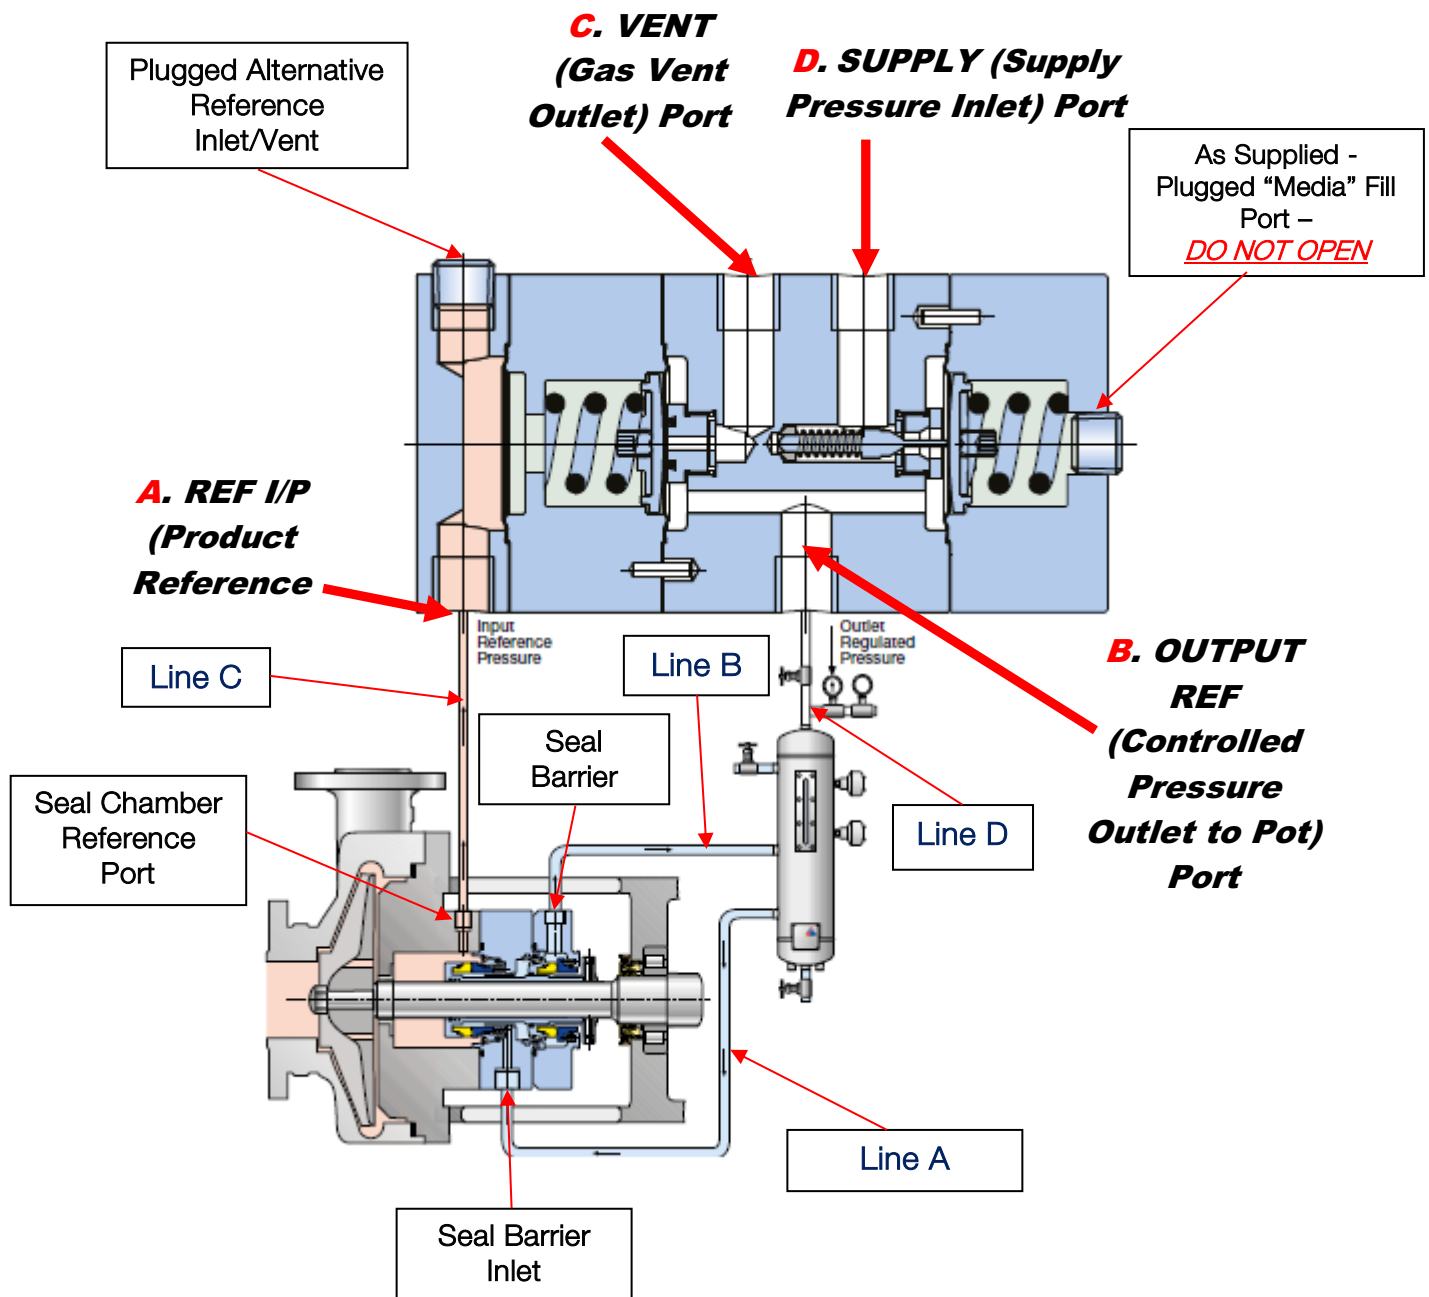 C. VENT
(Gas Vent
Outlet) Port
D. SUPPLY (Supply
Pressure Inlet) Port
Plugged Alternative
Reference
Inlet/Vent
As Supplied -
Plugged “Media” Fill
Port –
DO NOT OPEN
A. REF I/P
(Product
Reference
Input
Reference
Pressure
Outlet
Regulated
Pressure
Line C
Line B
B. OUTPUT
REF
(Controlled
Pressure
Outlet to Pot)
Port
Seal
Barrier
Seal Chamber
Reference
Port
Line D
Line A
Seal Barrier
Inlet